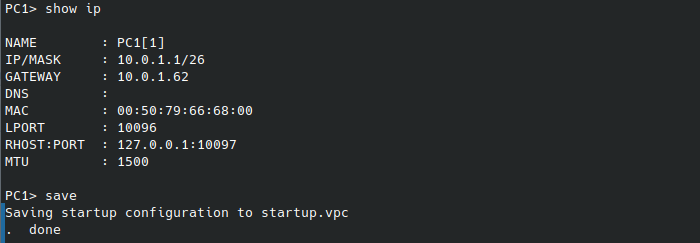 PC1> show ip
NAME        : PC1[1]
IP/MASK     : 10.0.1.1/26
GATEWAY     : 10.0.1.62
DNS         :
MAC         : 00:50:79:66:68:00
LPORT       : 10096
RHOST:PORT  : 127.0.0.1:10097
MTU         : 1500
PC1> save
Saving startup configuration to startup.vpc
.  done